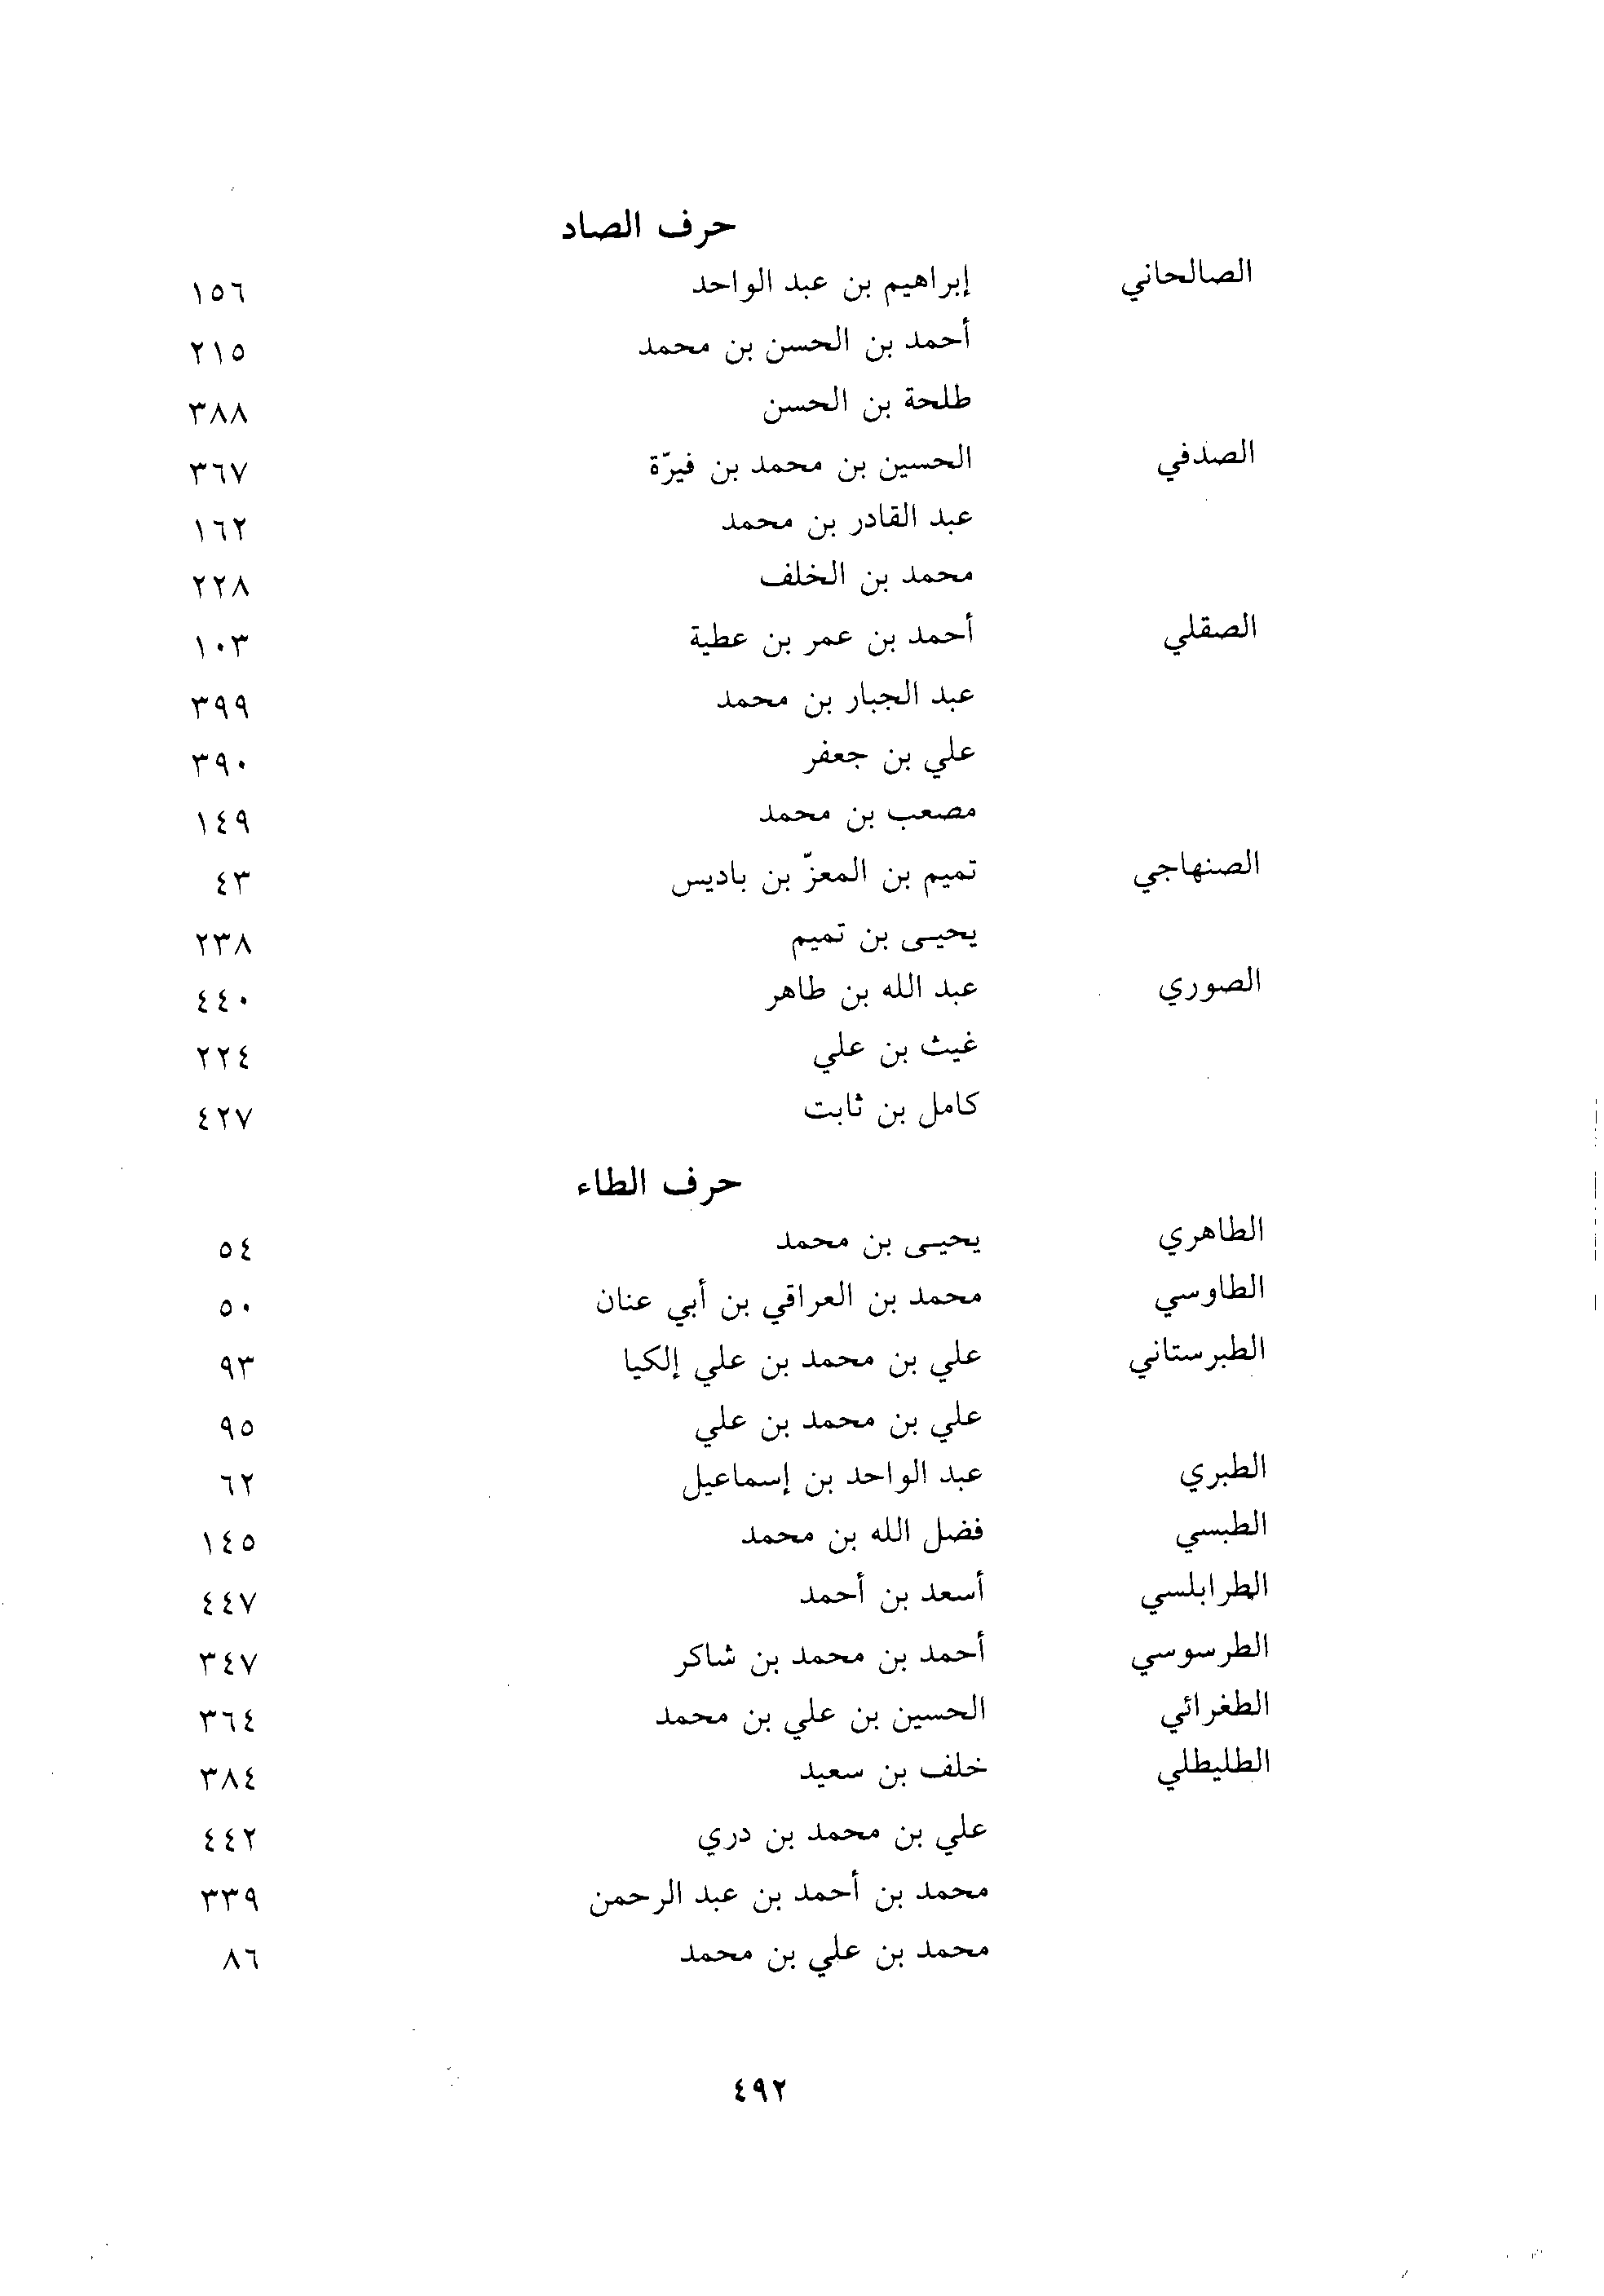 حرف الصاد
الصالحاني إبراهيم بن عبد الواحد ١٥٦
أحمد بن الحسن بن محمد ٢١٥
طلحة بن الحسن ٣٨٨
الصدفي الحسين بن محمد بن فيرّة ٣٦٧
عبد القادر بن محمد ١٦٢
محمد بن الخلف ٢٢٨
الصقلي أحمد بن عمر بن عطية ١٠٣
عبد الجبار بن محمد ٣٩٩
علي بن جعفر ٣٩٠
مصعب بن محمد ١٤٩
الصنهاجي تميم بن المعزّ بن باديس ٤٣
يحيى بن تميم ٢٣٨
الصوري عبد الله بن طاهر ٤٤٠
غيث بن علي ٢٢٤
كامل بن ثابت ٤٢٧
حرف الطاء
الطاهري يحيى بن محمد ٥٤
الطاوسي محمد بن العراقي بن أبي عنان ٥٠
الطبرستاني علي بن محمد بن علي إلكيا ٩٣
علي بن محمد بن علي ٩٥
الطبري عبد الواحد بن إسماعيل ٦٢
الطبسي فضل الله بن محمد ١٤٥
الطرابلسي أسعد بن أحمد ٤٤٧
الطرسوسي أحمد بن محمد بن شاكر ٣٤٧
الطغرائي الحسين بن علي بن محمد ٣٦٤
الطليطلي خلف بن سعيد ٣٨٤
علي بن محمد بن دري ٤٤٢
محمد بن أحمد بن عبد الرحمن ٣٣٩
محمد بن علي بن محمد ٨٦
٤٩٢